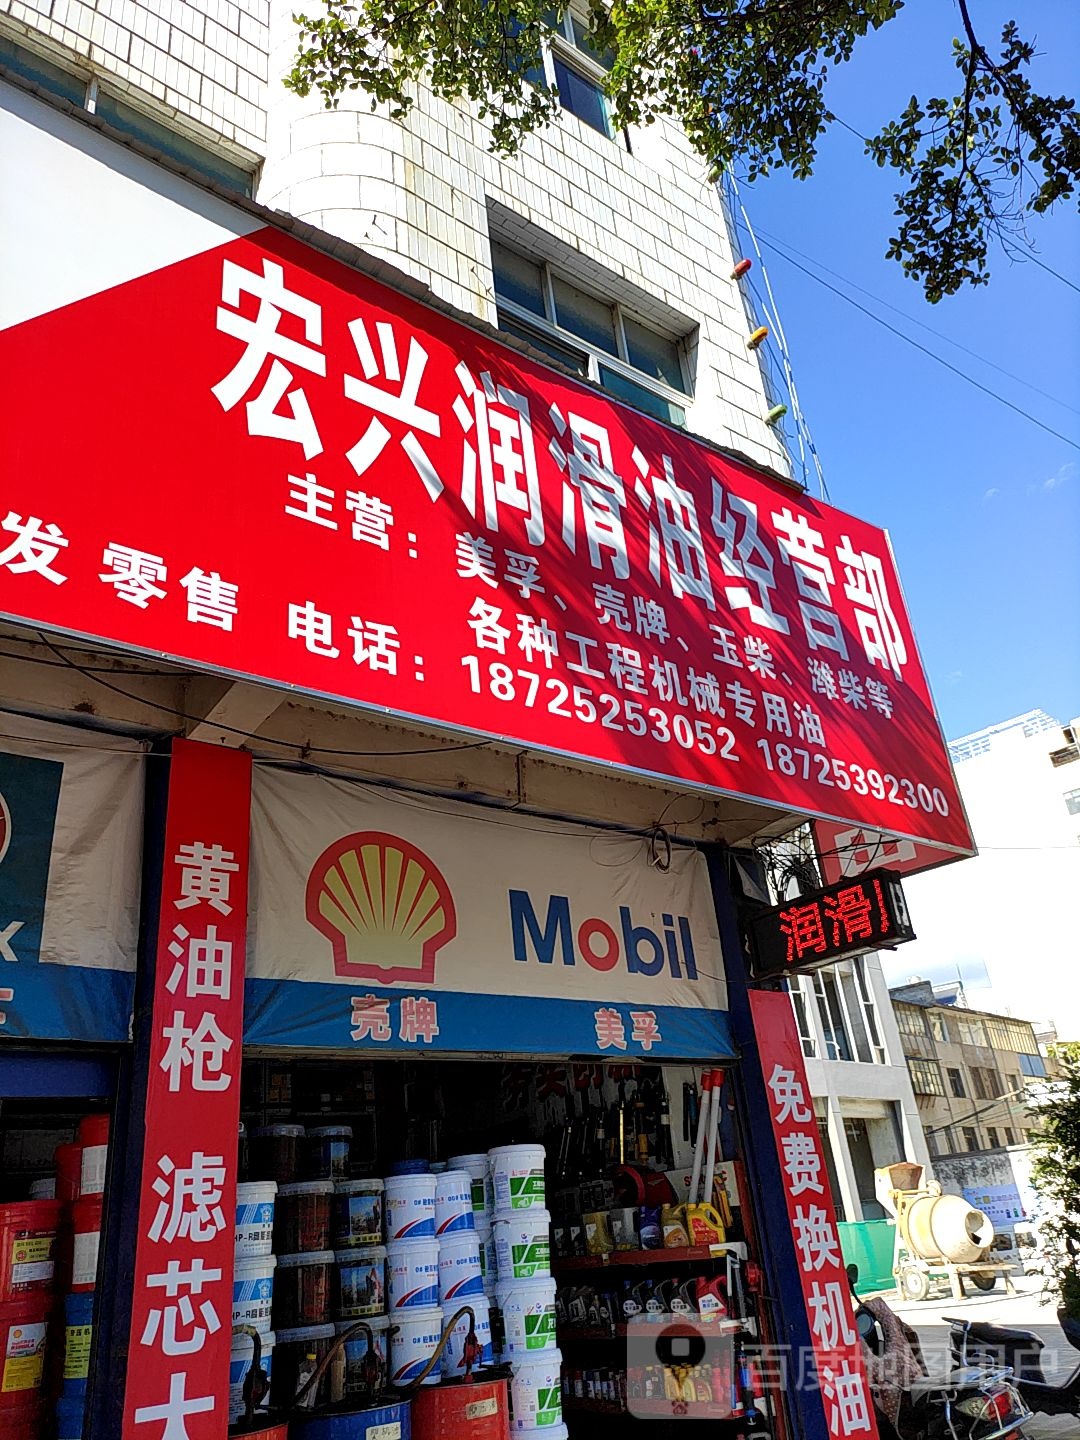 宏兴润滑油经营部
主营：美孚、壳牌、玉柴、潍柴等
各种工程机械专用油
发 零售 电话：18725253052 18725392300
黄油枪 滤芯大
Mobil
壳牌 美孚
润滑
免费换机油
百度地图用户